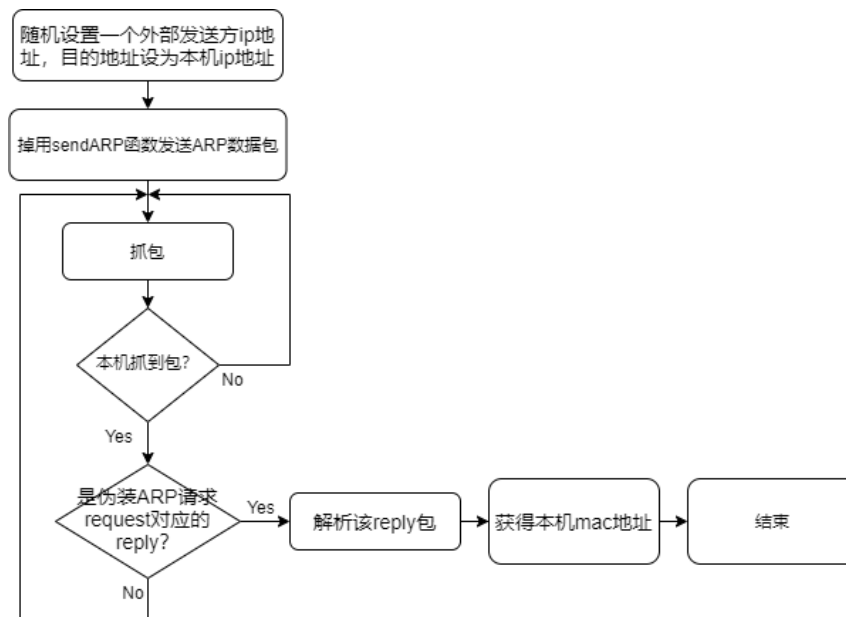 随机设置一个外部发送方ip地
址，目的地址设为本机ip地址
掉用sendARP函数发送ARP数据包
抓包
本机抓到包?
No
Yes
是伪装ARP请求
request对应的
reply?
Yes
解析该reply包
获得本机mac地址
结束
No